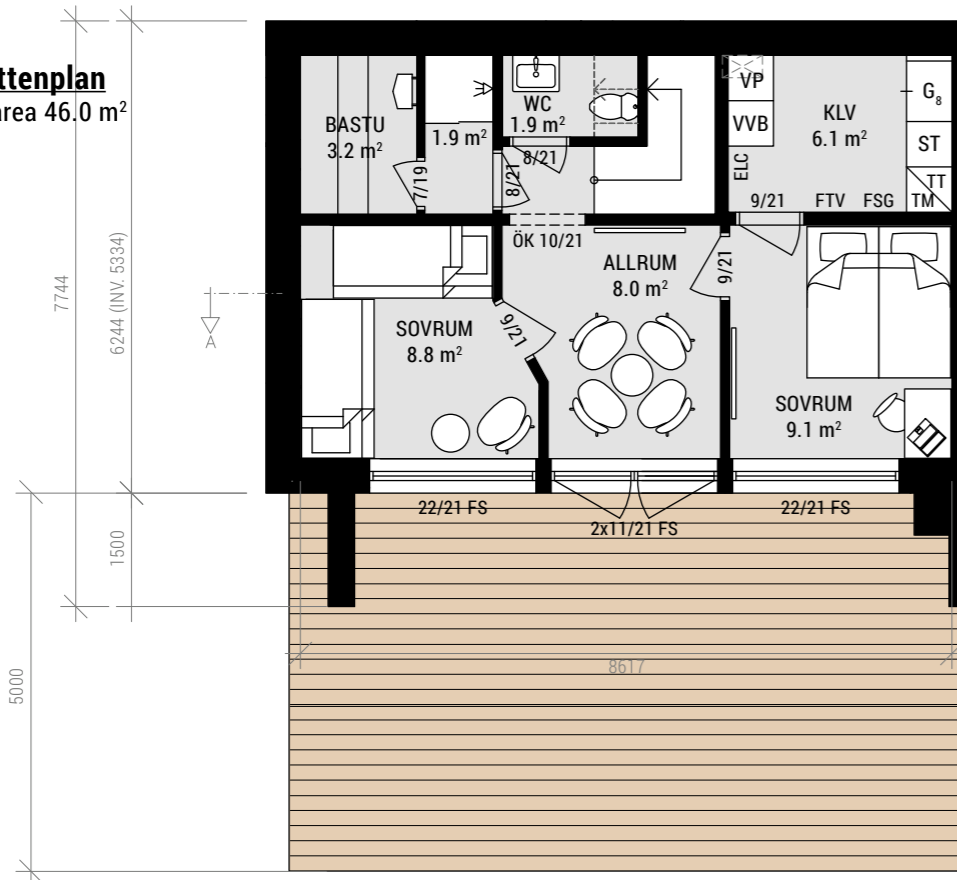 ttenplan
area 46.0 m²
BASTU
3.2 m²
1.9 m²
WC
1.9 m²
VP
VVB
ELC
KLV
6.1 m²
G₈
ST
TT
TM
7/19
8/21
8/21
9/21
FTV
FSG
ÖK 10/21
ALLRUM
8.0 m²
9/21
SOVRUM
8.8 m²
9/21
SOVRUM
9.1 m²
22/21 FS
2x11/21 FS
22/21 FS
7744
6244 (INV. 5334)
A
1500
5000
8617